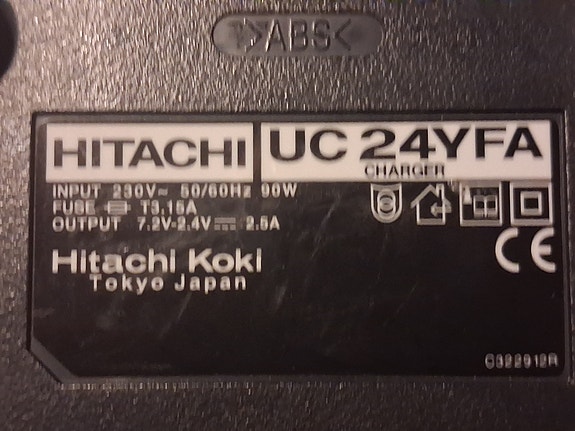 >ABS<
HITACHI UC 24YFA
CHARGER
INPUT 230V~ 50/60Hz 90W
FUSE T3.15A
OUTPUT 7.2V-2.4V⎓ 2.5A
Hitachi Koki
Tokyo Japan
CE
C322912R